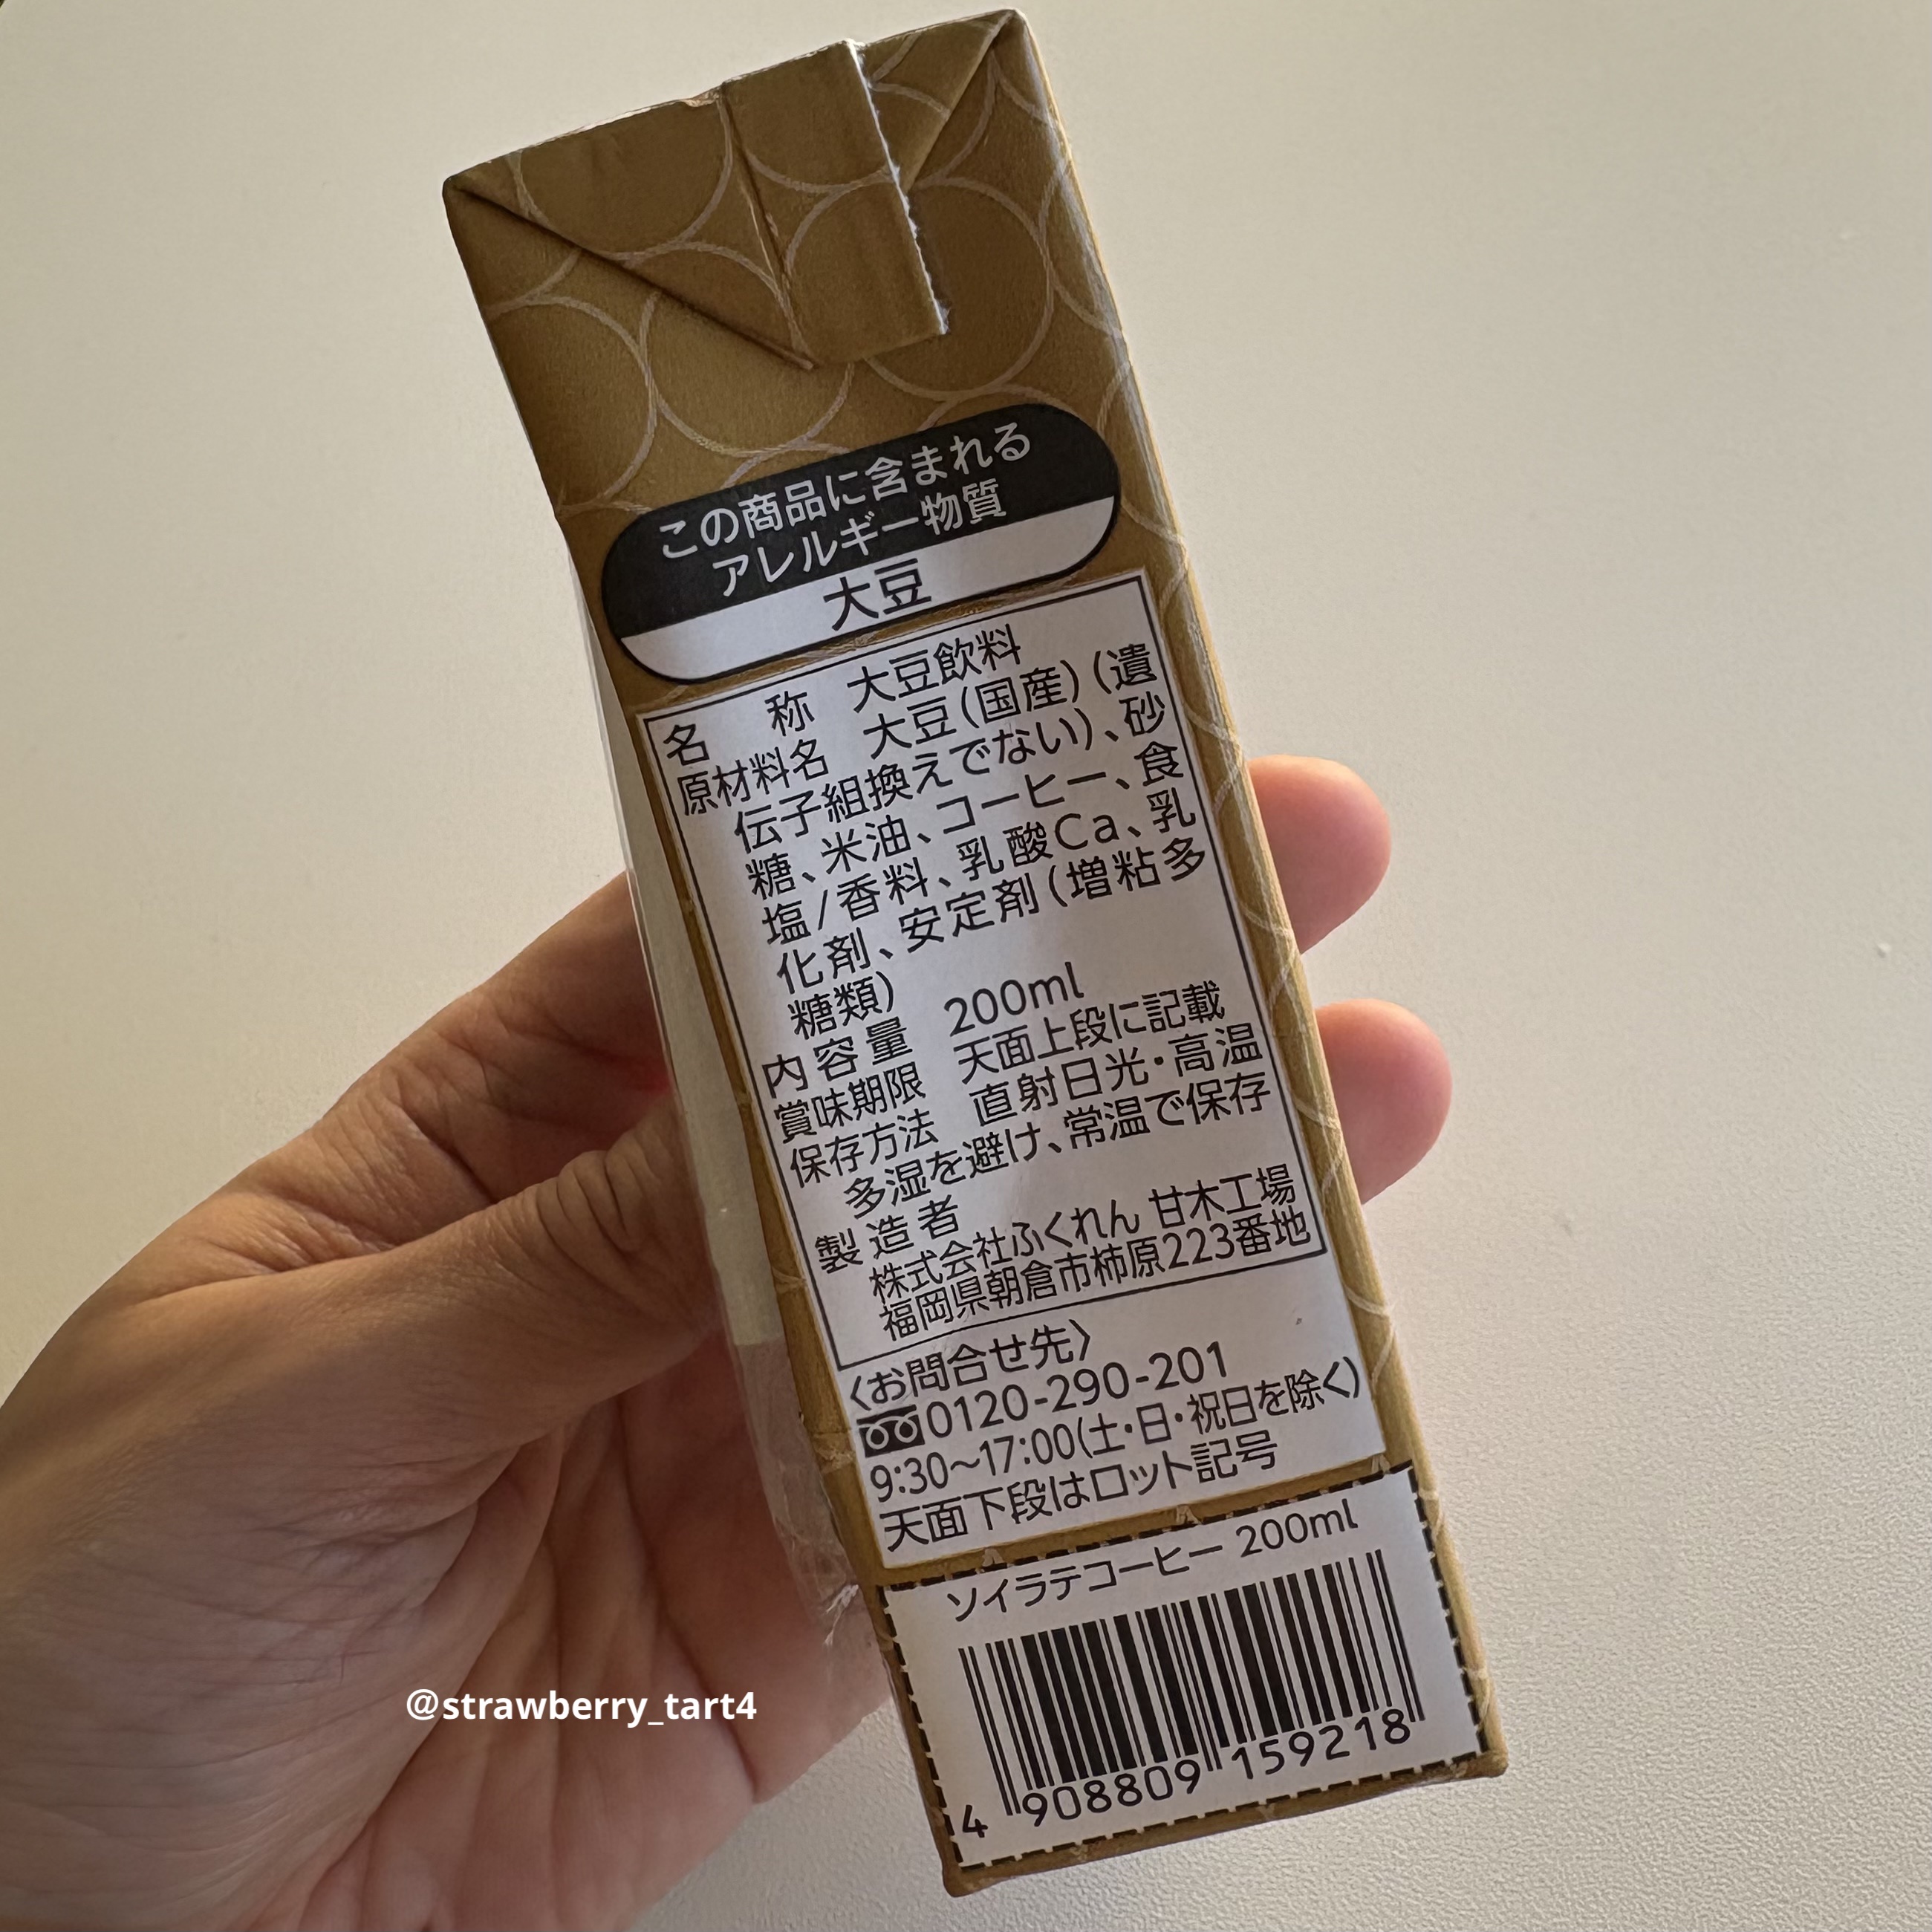 この商品に含まれる
アレルギー物質
大豆
名称 大豆飲料
原材料名 大豆(国産)(遺
伝子組換えでない)、砂
糖、米油、コーヒー、食
塩/香料、乳酸Ca、乳
化剤、安定剤(増粘多
糖類)
内容量 200ml
賞味期限 天面上段に記載
保存方法 直射日光・高温
多湿を避け、常温で保存
製造者
株式会社ふくれん 甘木工場
福岡県朝倉市柿原223番地
〈お問合せ先〉
0120-290-201
9:30〜17:00(土・日・祝日を除く)
天面下段はロット記号
ソイラテコーヒー 200ml
4 908809 159218
@strawberry_tart4